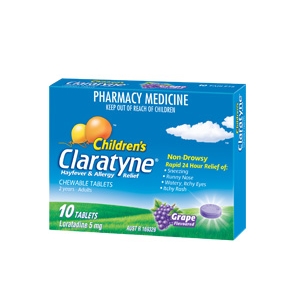 PHARMACY MEDICINE
KEEP OUT OF REACH OF CHILDREN
Children's
Claratyne®
Hayfever & Allergy Relief
CHEWABLE TABLETS
2 years - Adults
10 TABLETS
Loratadine 5 mg
Non-Drowsy
Rapid 24 Hour Relief of:
• Sneezing
• Runny Nose
• Watery, Itchy Eyes
• Itchy Rash
Grape
Flavoured